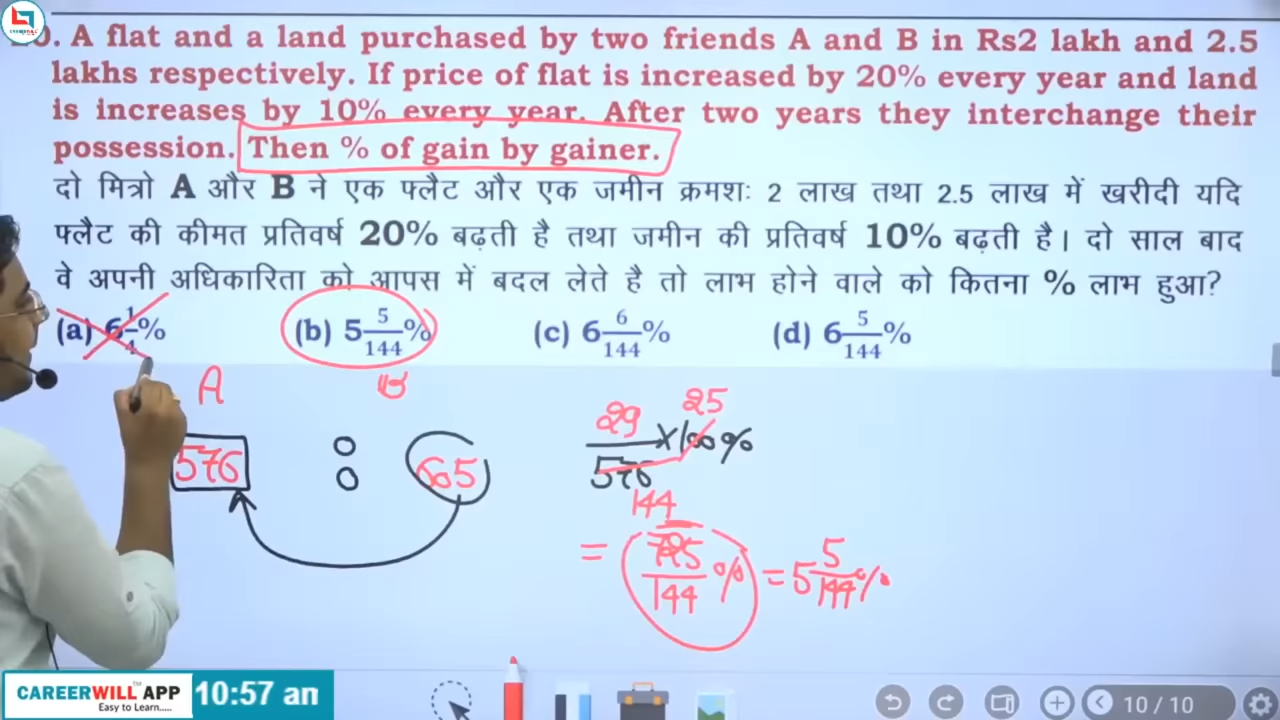 0. A flat and a land purchased by two friends A and B in Rs2 lakh and 2.5
lakhs respectively. If price of flat is increased by 20% every year and land
is increases by 10% every year. After two years they interchange their
possession. Then % of gain by gainer.
दो मित्रो A और B ने एक फ्लैट और एक जमीन क्रमशः 2 लाख तथा 2.5 लाख में खरीदी यदि
फ्लैट की कीमत प्रतिवर्ष 20% बढ़ती है तथा जमीन की प्रतिवर्ष 10% बढ़ती है। दो साल बाद
वे अपनी अधिकारिता को आपस में बदल लेते है तो लाभ होने वाले को कितना % लाभ हुआ?
(a) 6 1/4% (b) 5 5/144% (c) 6 6/144% (d) 6 5/144%
A B
576 : 605
29/576 × 100%
25
144
= 725/144 % = 5 5/144 %
CAREERWILL APP
Easy to Learn.....
10:57 an
10 / 10